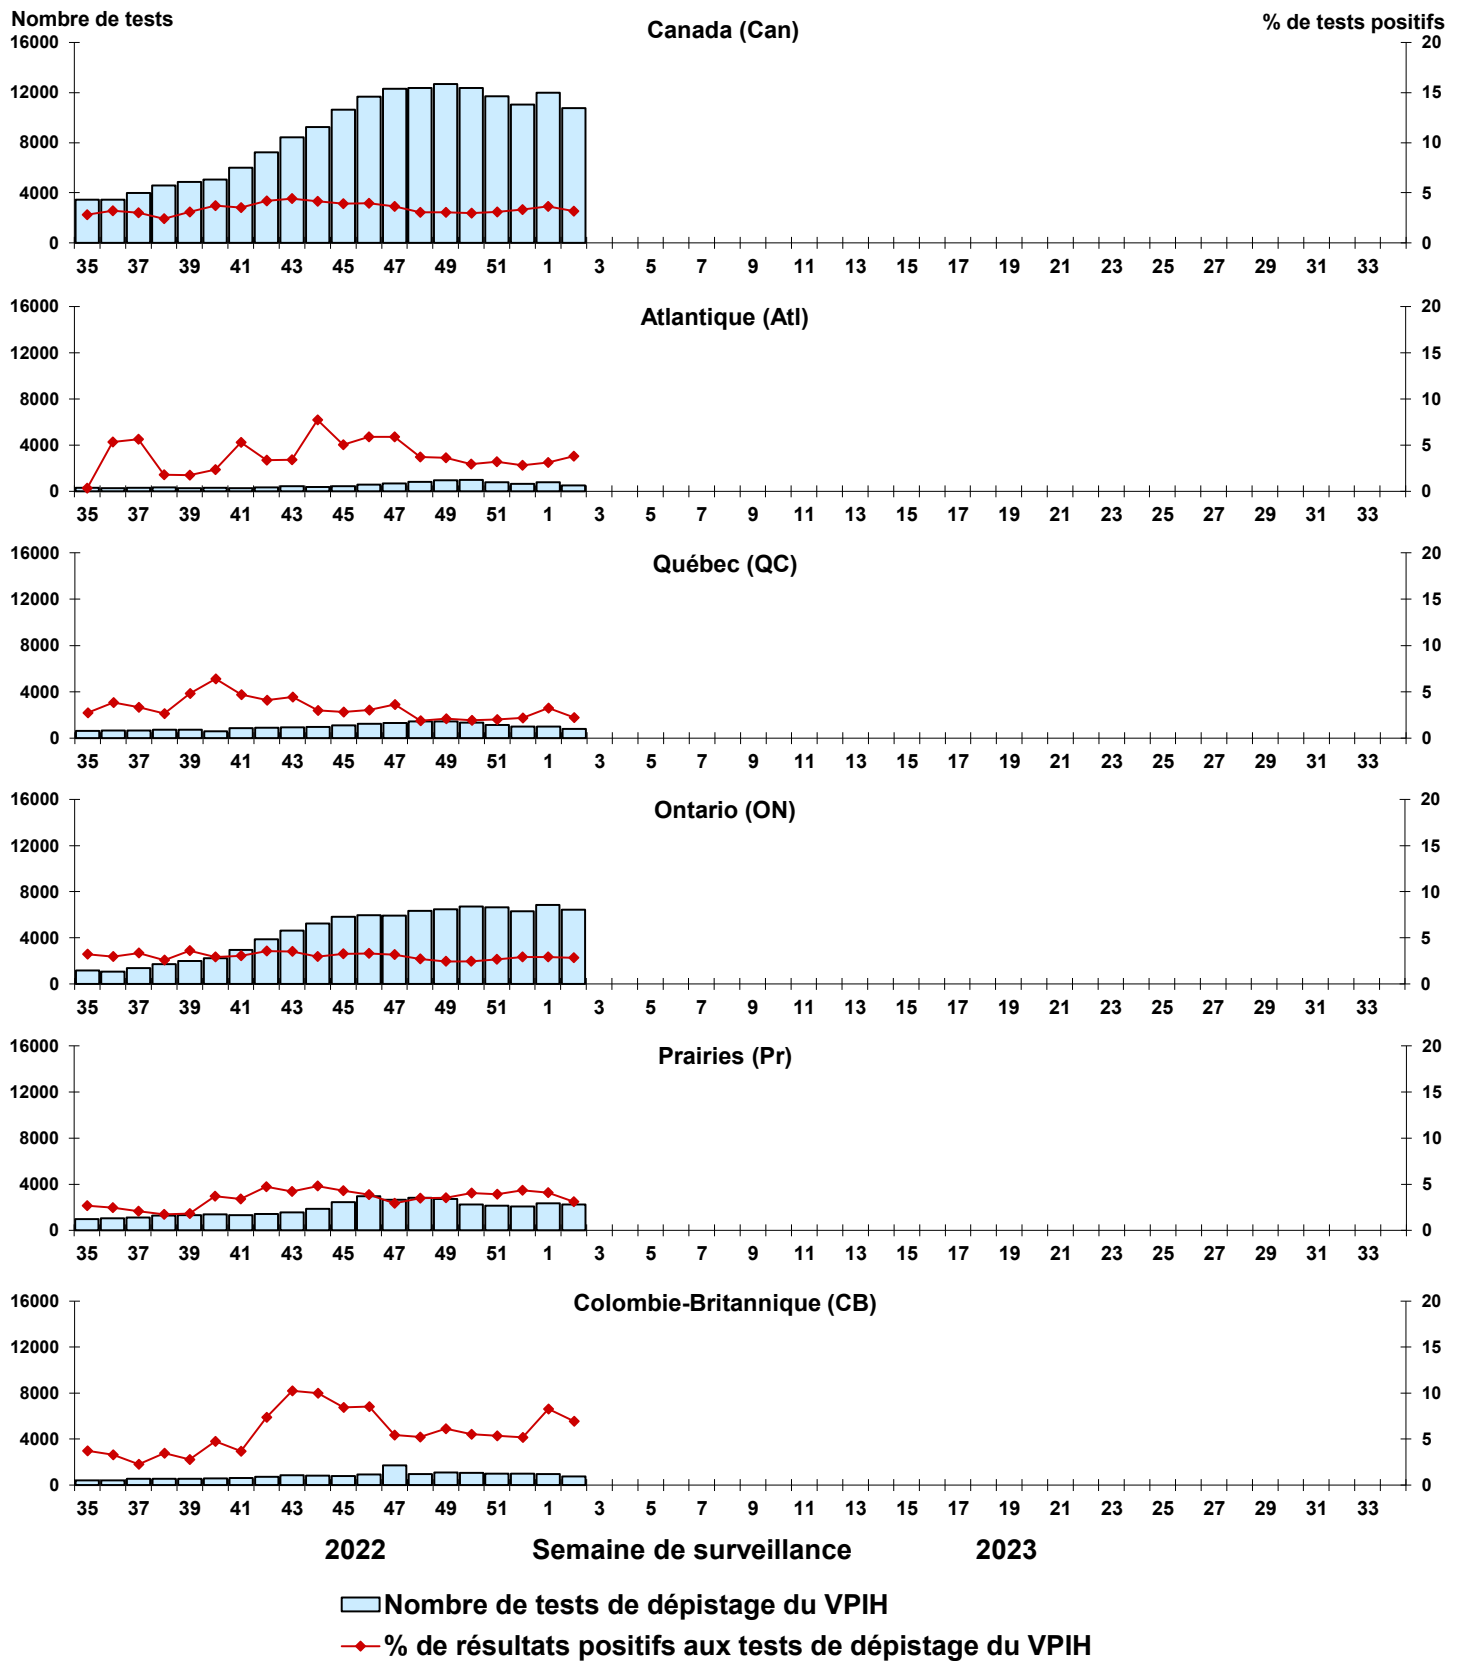 Nombre de tests
Canada (Can)
% de tests positifs
16000 20
12000 15
8000 10
4000 5
0 0
35 37 39 41 43 45 47 49 51 1 3 5 7 9 11 13 15 17 19 21 23 25 27 29 31 33
Atlantique (Atl)
16000 20
12000 15
8000 10
4000 5
0 0
35 37 39 41 43 45 47 49 51 1 3 5 7 9 11 13 15 17 19 21 23 25 27 29 31 33
Québec (QC)
16000 20
12000 15
8000 10
4000 5
0 0
35 37 39 41 43 45 47 49 51 1 3 5 7 9 11 13 15 17 19 21 23 25 27 29 31 33
Ontario (ON)
16000 20
12000 15
8000 10
4000 5
0 0
35 37 39 41 43 45 47 49 51 1 3 5 7 9 11 13 15 17 19 21 23 25 27 29 31 33
Prairies (Pr)
16000 20
12000 15
8000 10
4000 5
0 0
35 37 39 41 43 45 47 49 51 1 3 5 7 9 11 13 15 17 19 21 23 25 27 29 31 33
Colombie-Britannique (CB)
16000 20
12000 15
8000 10
4000 5
0 0
35 37 39 41 43 45 47 49 51 1 3 5 7 9 11 13 15 17 19 21 23 25 27 29 31 33
2022 Semaine de surveillance 2023
Nombre de tests de dépistage du VPIH
% de résultats positifs aux tests de dépistage du VPIH